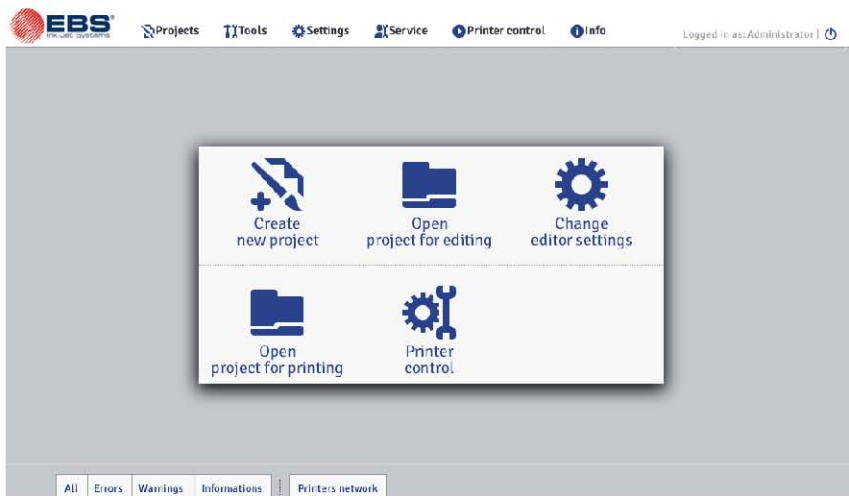 EBS®
Ink-Jet Systems
Projects Tools Settings Service Printer control Info
Logged in as: Administrator |
Create
new project
Open
project for editing
Change
editor settings
Open
project for printing
Printer
control
All Errors Warnings Informations Printers network